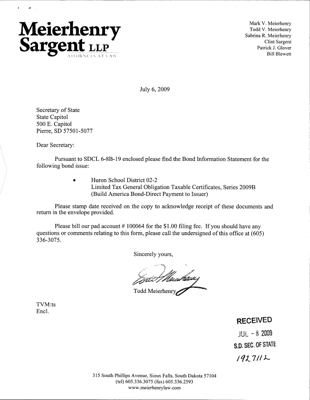 Meierhenry
Sargent LLP
ATTORNEYS AT LAW
Mark V. Meierhenry
Todd V. Meierhenry
Sabrina R. Meierhenry
Clint Sargent
Patrick J. Glover
Bill Blewett
July 6, 2009
Secretary of State
State Capitol
500 E. Capitol
Pierre, SD 57501-5077
Dear Secretary:
Pursuant to SDCL 6-8B-19 enclosed please find the Bond Information Statement for the
following bond issue:
• Huron School District 02-2
Limited Tax General Obligation Taxable Certificates, Series 2009B
(Build America Bond-Direct Payment to Issuer)
Please stamp date received on the copy to acknowledge receipt of these documents and
return in the envelope provided.
Please bill our pad account # 100064 for the $1.00 filing fee. If you should have any
questions or comments relating to this form, please call the undersigned of this office at (605)
336-3075.
Sincerely yours,
Todd Meierhenry
Todd Meierhenry
TVM:ts
Encl.
RECEIVED
JUL - 8 2009
S.D. SEC. OF STATE
1927112
315 South Phillips Avenue, Sioux Falls, South Dakota 57104
(tel) 605.336.3075 (fax) 605.336.2593
www.meierhenrylaw.com